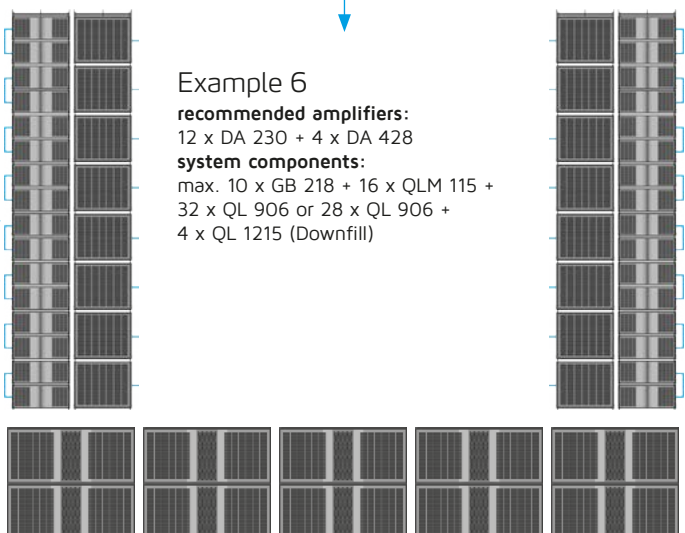 Example 6
recommended amplifiers:
12 x DA 230 + 4 x DA 428
system components:
max. 10 x GB 218 + 16 x QLM 115 +
32 x QL 906 or 28 x QL 906 +
4 x QL 1215 (Downfill)